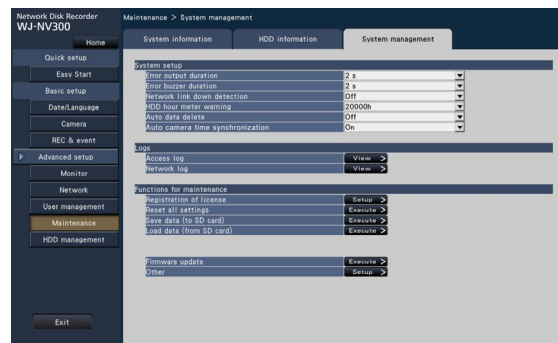 Network Disk Recorder
WJ-NV300
Home
Quick setup
Easy Start
Basic setup
Date/Language
Camera
REC & event
Advanced setup
Monitor
Network
User management
Maintenance
HDD management
Exit
Maintenance > System management
System information HDD information System management
System setup
Error output duration 2 s
Error buzzer duration 2 s
Network link down detection Off
HDD hour meter warning 20000h
Auto data delete Off
Auto camera time synchronization On
Logs
Access log View >
Network log View >
Functions for maintenance
Registration of license Setup >
Reset all settings Execute >
Save data (to SD card) Execute >
Load data (from SD card) Execute >
Firmware update Execute >
Other Setup >